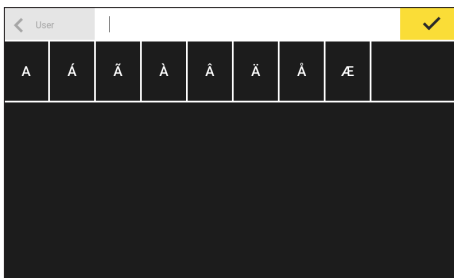 User
A Á Ã À Â Ä Å Æ